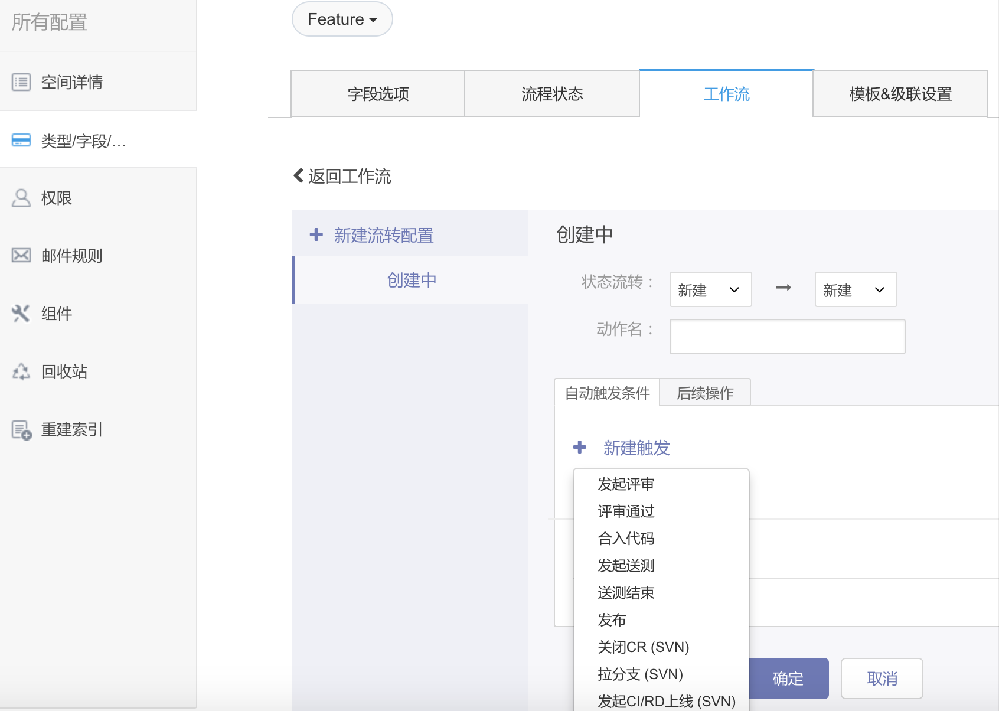 所有配置
空间详情
类型/字段/...
权限
邮件规则
组件
回收站
重建索引
Feature
字段选项
流程状态
工作流
模板&级联设置
返回工作流
新建流转配置
创建中
创建中
状态流转：
新建
新建
动作名：
自动触发条件
后续操作
新建触发
发起评审
评审通过
合入代码
发起送测
送测结束
发布
关闭CR (SVN)
拉分支 (SVN)
发起CI/RD上线 (SVN)
确定
取消